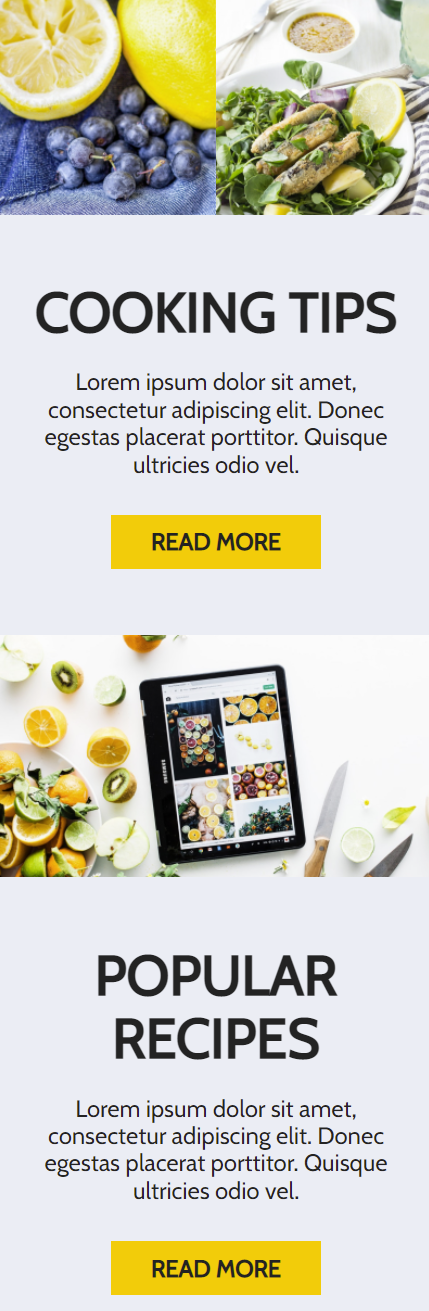 COOKING TIPS
Lorem ipsum dolor sit amet,
consectetur adipiscing elit. Donec
egestas placerat porttitor. Quisque
ultricies odio vel.
READ MORE
SAMSUNG
POPULAR
RECIPES
Lorem ipsum dolor sit amet,
consectetur adipiscing elit. Donec
egestas placerat porttitor. Quisque
ultricies odio vel.
READ MORE